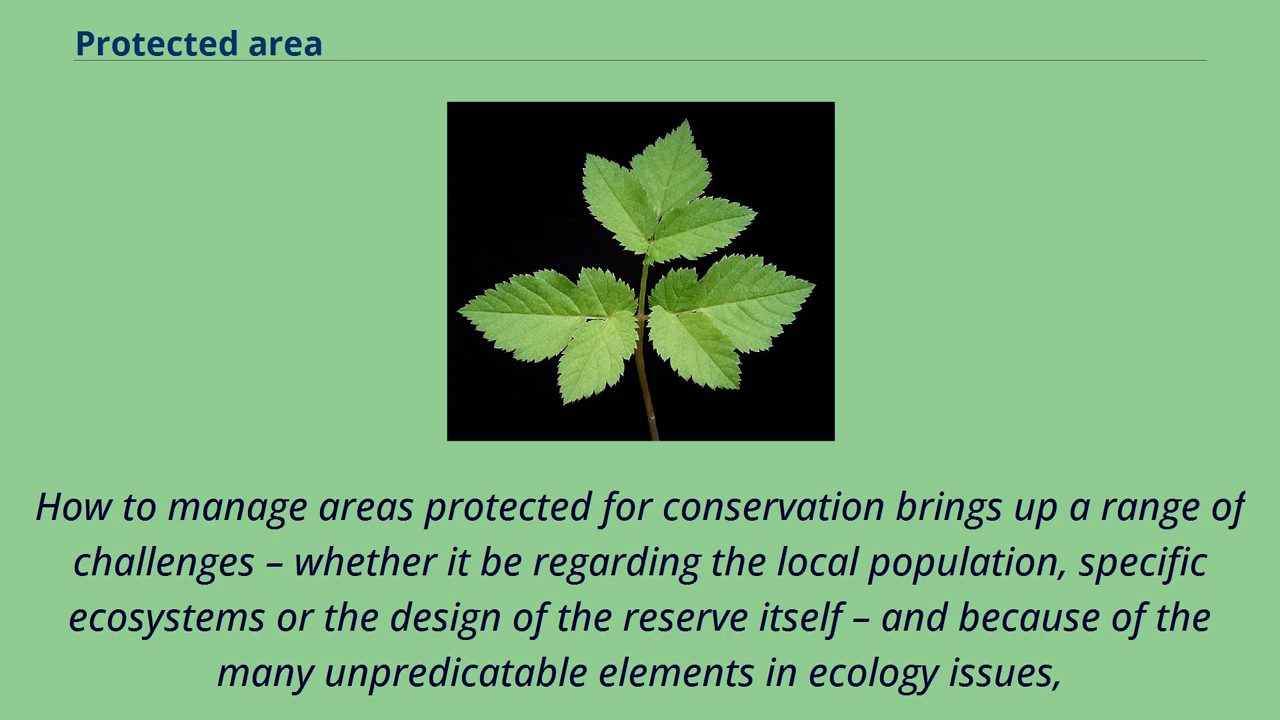 Protected area
How to manage areas protected for conservation brings up a range of
challenges – whether it be regarding the local population, specific
ecosystems or the design of the reserve itself – and because of the
many unpredicatable elements in ecology issues,